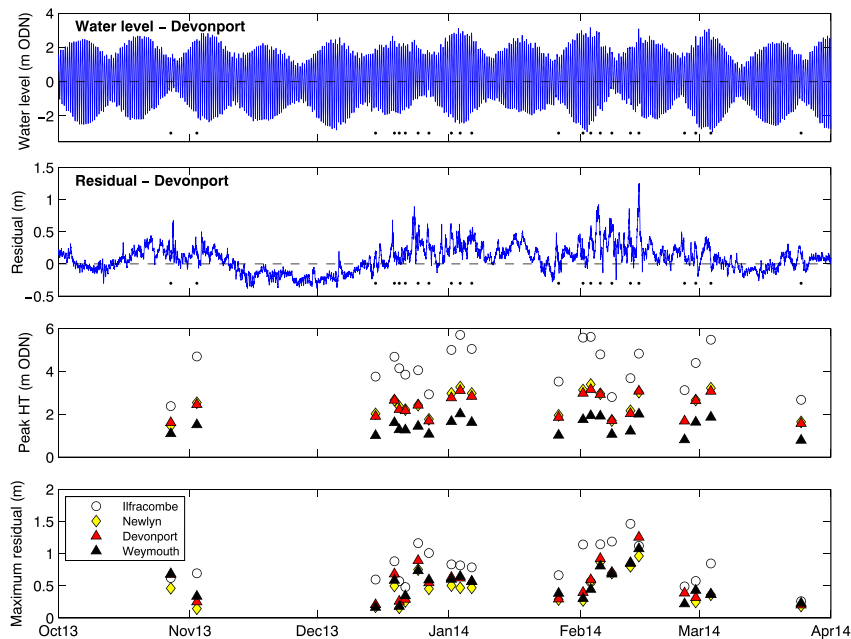 Water level – Devonport
Water level (m ODN)
4
2
0
−2
Residual – Devonport
Residual (m)
1.5
1
0.5
0
−0.5
Peak HT (m ODN)
6
4
2
0
Maximum residual (m)
2
1.5
1
0.5
0
Ilfracombe
Newlyn
Devonport
Weymouth
Oct13 Nov13 Dec13 Jan14 Feb14 Mar14 Apr14